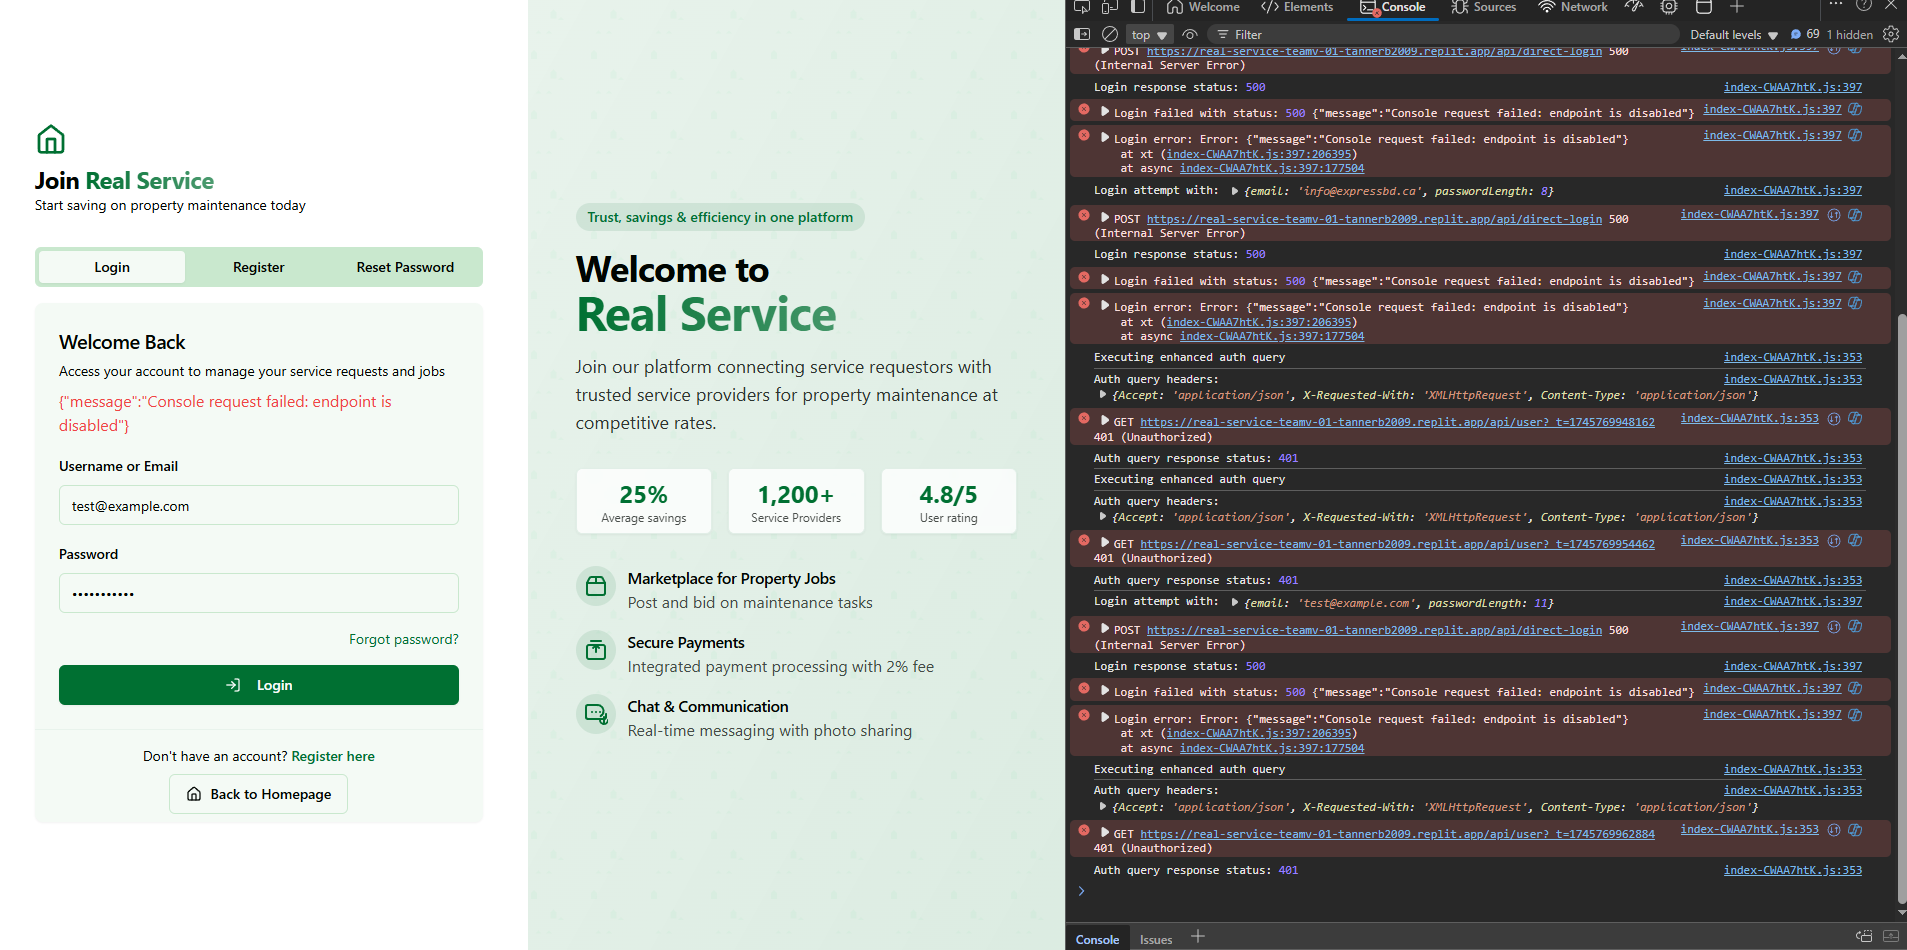 Join Real Service
Start saving on property maintenance today
Login
Register
Reset Password
Welcome Back
Access your account to manage your service requests and jobs
{"message":"Console request failed: endpoint is
disabled"}
Username or Email
test@example.com
Password
•••••••••••
Forgot password?
Login
Don't have an account? Register here
Back to Homepage
Trust, savings & efficiency in one platform
Welcome to
Real Service
Join our platform connecting service requestors with
trusted service providers for property maintenance at
competitive rates.
25%
Average savings
1,200+
Service Providers
4.8/5
User rating
Marketplace for Property Jobs
Post and bid on maintenance tasks
Secure Payments
Integrated payment processing with 2% fee
Chat & Communication
Real-time messaging with photo sharing
Welcome
Elements
Console
Sources
Network
top
Filter
Default levels
69
1 hidden
POST https://real-service-teamv-01-tannerb2009.replit.app/api/direct-login 500 index-CWAA7htK.js:397
(Internal Server Error)
Login response status: 500 index-CWAA7htK.js:397
Login failed with status: 500 {"message":"Console request failed: endpoint is disabled"} index-CWAA7htK.js:397
Login error: Error: {"message":"Console request failed: endpoint is disabled"} index-CWAA7htK.js:397
at xt (index-CWAA7htK.js:397:206395)
at async index-CWAA7htK.js:397:177504
Login attempt with: {email: 'info@expressbd.ca', passwordLength: 8} index-CWAA7htK.js:397
POST https://real-service-teamv-01-tannerb2009.replit.app/api/direct-login 500 index-CWAA7htK.js:397
(Internal Server Error)
Login response status: 500 index-CWAA7htK.js:397
Login failed with status: 500 {"message":"Console request failed: endpoint is disabled"} index-CWAA7htK.js:397
Login error: Error: {"message":"Console request failed: endpoint is disabled"} index-CWAA7htK.js:397
at xt (index-CWAA7htK.js:397:206395)
at async index-CWAA7htK.js:397:177504
Executing enhanced auth query index-CWAA7htK.js:353
Auth query headers: index-CWAA7htK.js:353
{Accept: 'application/json', X-Requested-With: 'XMLHttpRequest', Content-Type: 'application/json'}
GET https://real-service-teamv-01-tannerb2009.replit.app/api/user?_t=1745769948162 index-CWAA7htK.js:353
401 (Unauthorized)
Auth query response status: 401 index-CWAA7htK.js:353
Executing enhanced auth query index-CWAA7htK.js:353
Auth query headers: index-CWAA7htK.js:353
{Accept: 'application/json', X-Requested-With: 'XMLHttpRequest', Content-Type: 'application/json'}
GET https://real-service-teamv-01-tannerb2009.replit.app/api/user?_t=1745769954462 index-CWAA7htK.js:353
401 (Unauthorized)
Auth query response status: 401 index-CWAA7htK.js:353
Login attempt with: {email: 'test@example.com', passwordLength: 11} index-CWAA7htK.js:397
POST https://real-service-teamv-01-tannerb2009.replit.app/api/direct-login 500 index-CWAA7htK.js:397
(Internal Server Error)
Login response status: 500 index-CWAA7htK.js:397
Login failed with status: 500 {"message":"Console request failed: endpoint is disabled"} index-CWAA7htK.js:397
Login error: Error: {"message":"Console request failed: endpoint is disabled"} index-CWAA7htK.js:397
at xt (index-CWAA7htK.js:397:206395)
at async index-CWAA7htK.js:397:177504
Executing enhanced auth query index-CWAA7htK.js:353
Auth query headers: index-CWAA7htK.js:353
{Accept: 'application/json', X-Requested-With: 'XMLHttpRequest', Content-Type: 'application/json'}
GET https://real-service-teamv-01-tannerb2009.replit.app/api/user?_t=1745769962884 index-CWAA7htK.js:353
401 (Unauthorized)
Auth query response status: 401 index-CWAA7htK.js:353
Console
Issues